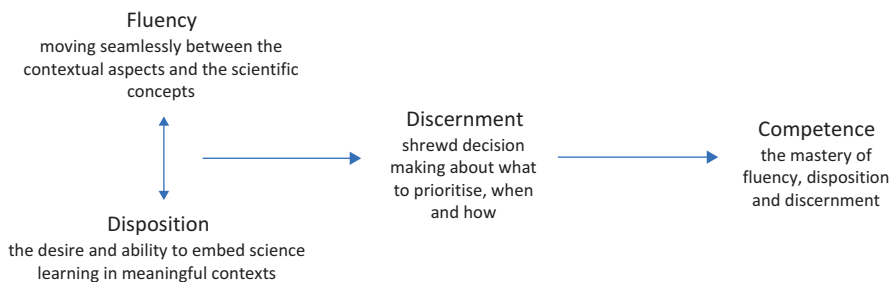 Fluency
moving seamlessly between the
contextual aspects and the scientific
concepts
Disposition
the desire and ability to embed science
learning in meaningful contexts
Discernment
shrewd decision
making about what
to prioritise, when
and how
Competence
the mastery of
fluency, disposition
and discernment